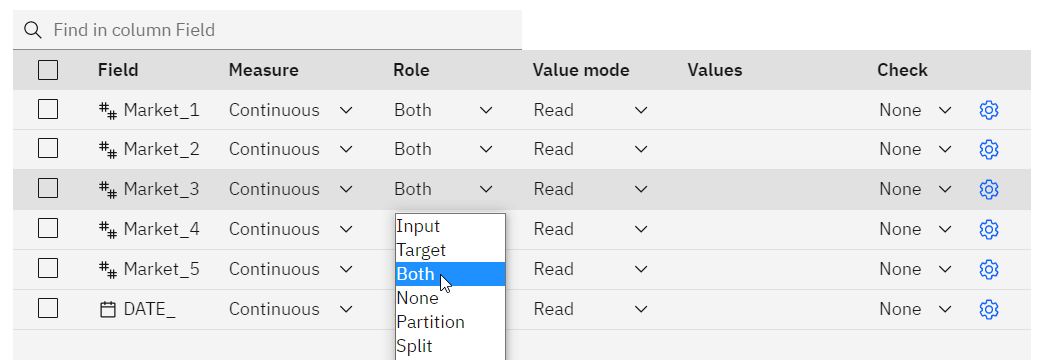 Find in column Field
Field Measure Role Value mode Values Check
Market_1 Continuous Both Read None
Market_2 Continuous Both Read None
Market_3 Continuous Both Read None
Market_4 Continuous Read None
Market_5 Continuous Read None
DATE_ Continuous Read None
Input
Target
Both
None
Partition
Split